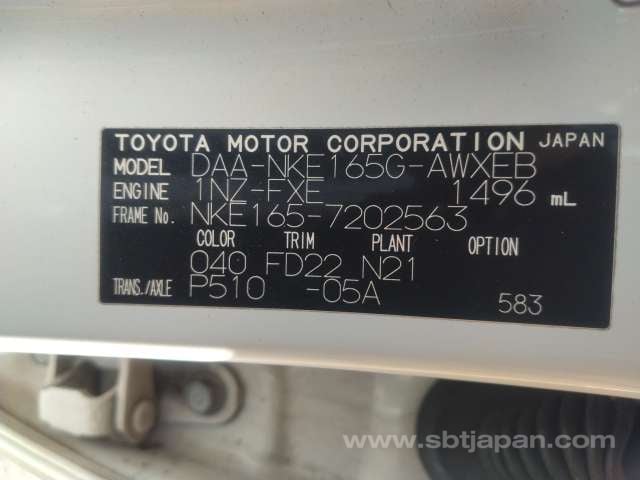 TOYOTA MOTOR CORPORATION JAPAN
MODEL DAA-NKE165G-AWXEB
ENGINE 1NZ-FXE 1496 mL
FRAME No. NKE165-7202563
COLOR TRIM PLANT OPTION
040 FD22 N21
TRANS./AXLE P510 -05A 583
www.sbtjapan.com